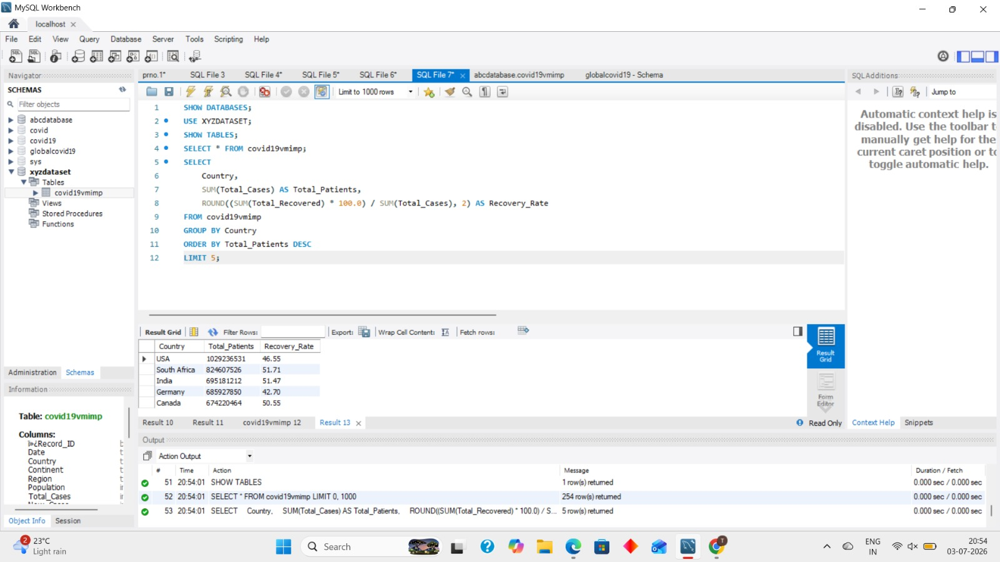 MySQL Workbench
localhost
File Edit View Query Database Server Tools Scripting Help
Navigator
SCHEMAS
Filter objects
abcdatabase
covid
covid19
globalcovid19
sys
xyzdataset
Tables
covid19vmimp
Views
Stored Procedures
Functions
Administration Schemas
Information
Table: covid19vmimp
Columns:
ï»¿Record_ID
Date
Country
Continent
Region
Population
Total_Cases
Object Info Session
prno.1* SQL File 3 SQL File 4* SQL File 5* SQL File 6* SQL File 7* abcdatabase.covid19vmimp globalcovid19 - Schema
Limit to 1000 rows
1 SHOW DATABASES;
2 USE XYZDATASET;
3 SHOW TABLES;
4 SELECT * FROM covid19vmimp;
5 SELECT
6 Country,
7 SUM(Total_Cases) AS Total_Patients,
8 ROUND((SUM(Total_Recovered) * 100.0) / SUM(Total_Cases), 2) AS Recovery_Rate
9 FROM covid19vmimp
10 GROUP BY Country
11 ORDER BY Total_Patients DESC
12 LIMIT 5;
Result Grid Filter Rows: Export: Wrap Cell Content: Fetch rows:
Country Total_Patients Recovery_Rate
USA 1029236531 46.55
South Africa 824607526 51.71
India 695181212 51.47
Germany 685927850 42.70
Canada 674220464 50.55
Result Grid
Form Editor
Result 10 Result 11 covid19vmimp 12 Result 13
Read Only
SQLAdditions
Jump to
Automatic context help is
disabled. Use the toolbar t
manually get help for the
current caret position or to
toggle automatic help.
Context Help Snippets
Output
Action Output
# Time Action Message Duration / Fetch
51 20:54:01 SHOW TABLES 1 row(s) returned 0.000 sec / 0.000 sec
52 20:54:01 SELECT * FROM covid19vmimp LIMIT 0, 1000 254 row(s) returned 0.000 sec / 0.000 sec
53 20:54:01 SELECT Country, SUM(Total_Cases) AS Total_Patients, ROUND((SUM(Total_Recovered) * 100.0) / S... 5 row(s) returned 0.000 sec / 0.000 sec
2
23°C
Light rain
Search
T
ENG
IN
20:54
03-07-2026